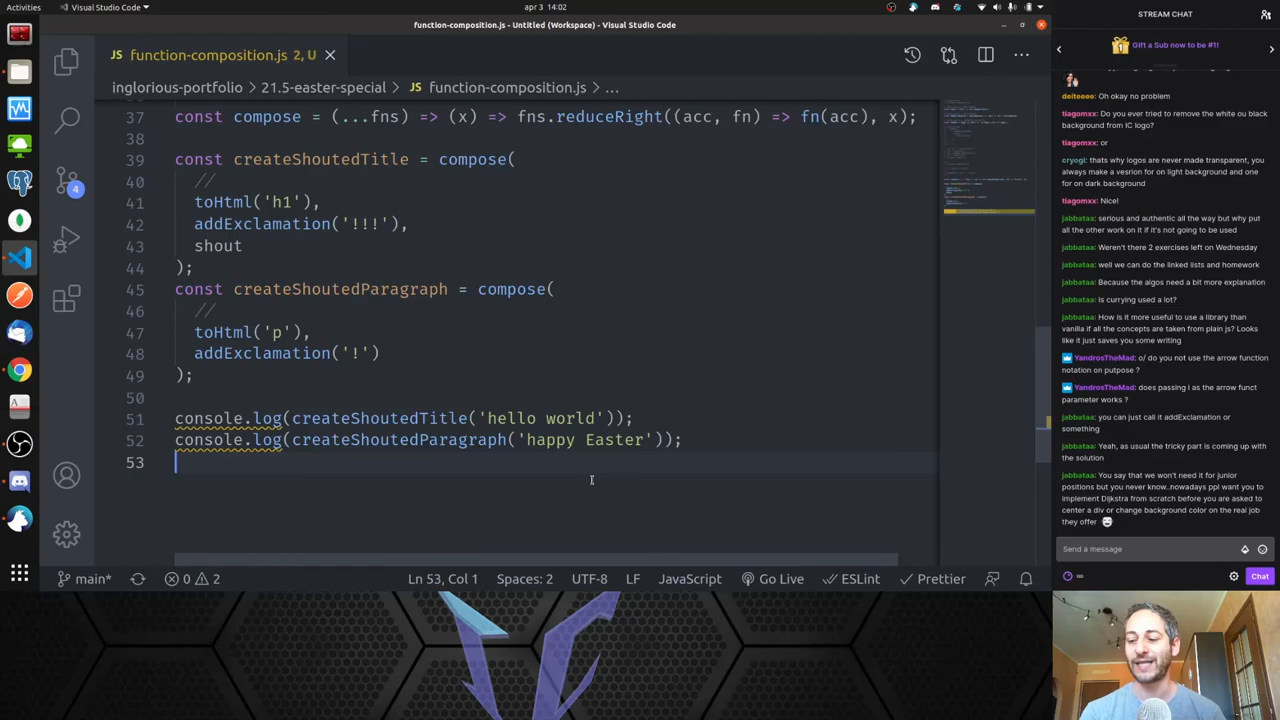 Activities
Visual Studio Code
apr 3 14:02
function-composition.js - Untitled (Workspace) - Visual Studio Code
JS function-composition.js 2, U
inglorious-portfolio > 21.5-easter-special > JS function-composition.js > ...
37 const compose = (...fns) => (x) => fns.reduceRight((acc, fn) => fn(acc), x);
39 const createShoutedTitle = compose(
40 //
41 toHtml('h1'),
42 addExclamation('!!!'),
43 shout
44 );
45 const createShoutedParagraph = compose(
46 //
47 toHtml('p'),
48 addExclamation('!')
49 );
50
51 console.log(createShoutedTitle('hello world'));
52 console.log(createShoutedParagraph('happy Easter'));
53
4
main*
0
2
Ln 53, Col 1
Spaces: 2
UTF-8
LF
JavaScript
Go Live
ESLint
Prettier
STREAM CHAT
1 Gift a Sub now to be #1!
deiteeee: Oh okay no problem
tiagomxx: Do you ever tried to remove the white ou black
background from IC logo?
tiagomxx: or
cryogi: thats why logos are never made transparent, you
always make a vesrion for on light background and one
for on dark background
tiagomxx: Nice!
jabbataa: serious and authentic all the way but why put
all the other work on it if it's not going to be used
jabbataa: Weren't there 2 exercises left on Wednesday
jabbataa: well we can do the linked lists and homework
jabbataa: Because the algos need a bit more explanation
jabbataa: Is currying used a lot?
jabbataa: How is it more useful to use a library than
vanilla if all the concepts are taken from plain js? Looks
like it just saves you some writing
YandrosTheMad: o/ do you not use the arrow function
notation on putpose ?
YandrosTheMad: does passing i as the arrow funct
parameter works ?
jabbataa: you can just call it addExclamation or
something
jabbataa: Yeah, as usual the tricky part is coming up with
the solution
jabbataa: You say that we won't need it for junior
positions but you never know..nowadays ppl want you to
implement Dijkstra from scratch before you are asked to
center a div or change background color on the real job
they offer
Send a message
Chat